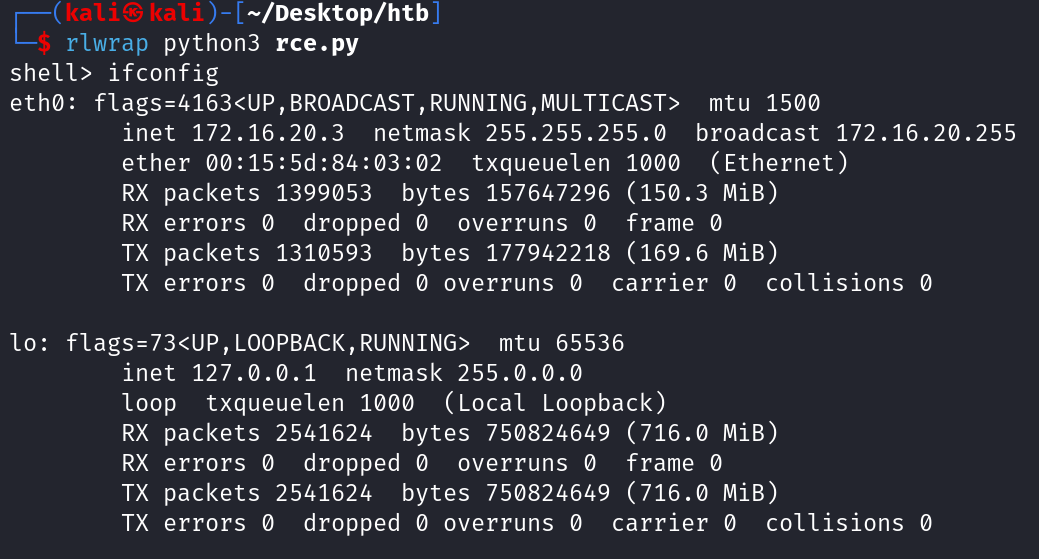 ┌──(kali㉿kali)-[~/Desktop/htb]
└─$ rlwrap python3 rce.py
shell> ifconfig
eth0: flags=4163<UP,BROADCAST,RUNNING,MULTICAST>  mtu 1500
        inet 172.16.20.3  netmask 255.255.255.0  broadcast 172.16.20.255
        ether 00:15:5d:84:03:02  txqueuelen 1000  (Ethernet)
        RX packets 1399053  bytes 157647296 (150.3 MiB)
        RX errors 0  dropped 0  overruns 0  frame 0
        TX packets 1310593  bytes 177942218 (169.6 MiB)
        TX errors 0  dropped 0 overruns 0  carrier 0  collisions 0

lo: flags=73<UP,LOOPBACK,RUNNING>  mtu 65536
        inet 127.0.0.1  netmask 255.0.0.0
        loop  txqueuelen 1000  (Local Loopback)
        RX packets 2541624  bytes 750824649 (716.0 MiB)
        RX errors 0  dropped 0  overruns 0  frame 0
        TX packets 2541624  bytes 750824649 (716.0 MiB)
        TX errors 0  dropped 0 overruns 0  carrier 0  collisions 0